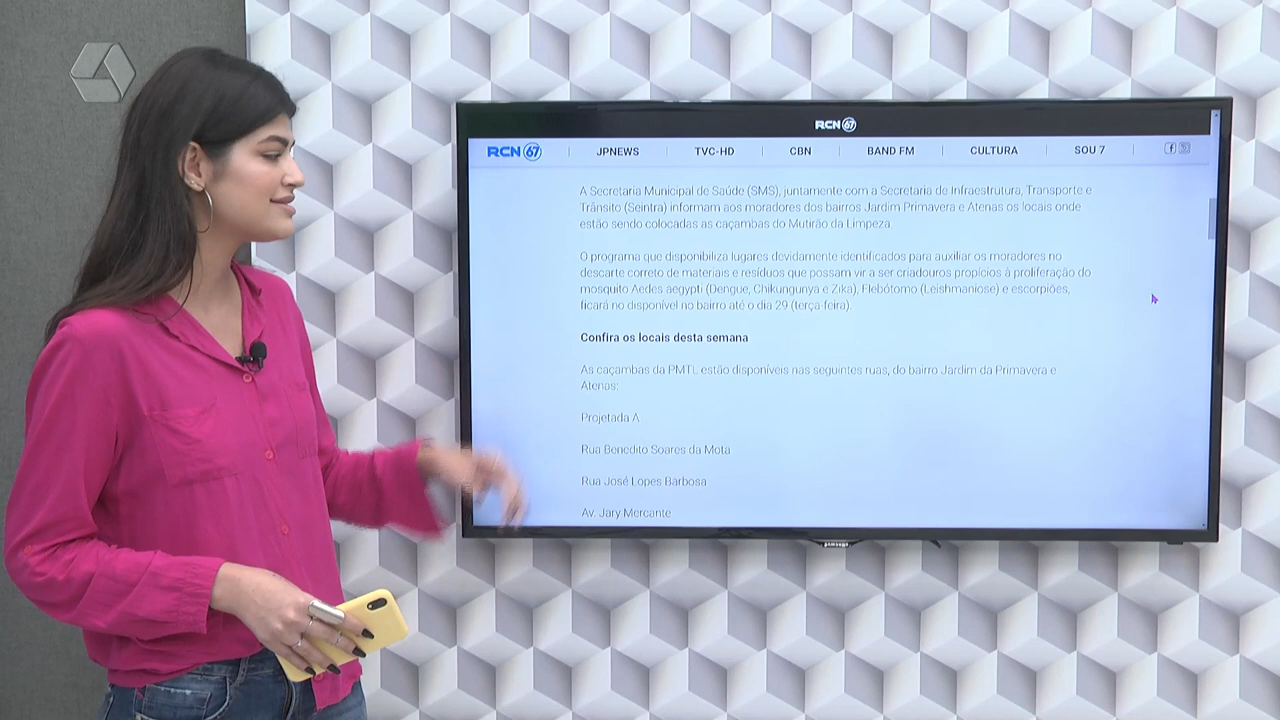 RCN 67
RCN 67 JPNEWS TVC-HD CBN BAND FM CULTURA SOU 7
A Secretaria Municipal de Saúde (SMS), juntamente com a Secretaria de Infraestrutura, Transporte e
Trânsito (Seintra) informam aos moradores dos bairros Jardim Primavera e Atenas os locais onde
estão sendo colocadas as caçambas do Mutirão da Limpeza.
O programa que disponibiliza lugares devidamente identificados para auxiliar os moradores no
descarte correto de materiais e resíduos que possam vir a ser criadouros propícios à proliferação do
mosquito Aedes aegypti (Dengue, Chikungunya e Zika), Flebótomo (Leishmaniose) e escorpiões,
ficará no disponível no bairro até o dia 29 (terça-feira).
Confira os locais desta semana
As caçambas da PMTL estão disponíveis nas seguintes ruas, do bairro Jardim da Primavera e
Atenas:
Projetada A
Rua Benedito Soares da Mota
Rua José Lopes Barbosa
Av. Jary Mercante
SAMSUNG